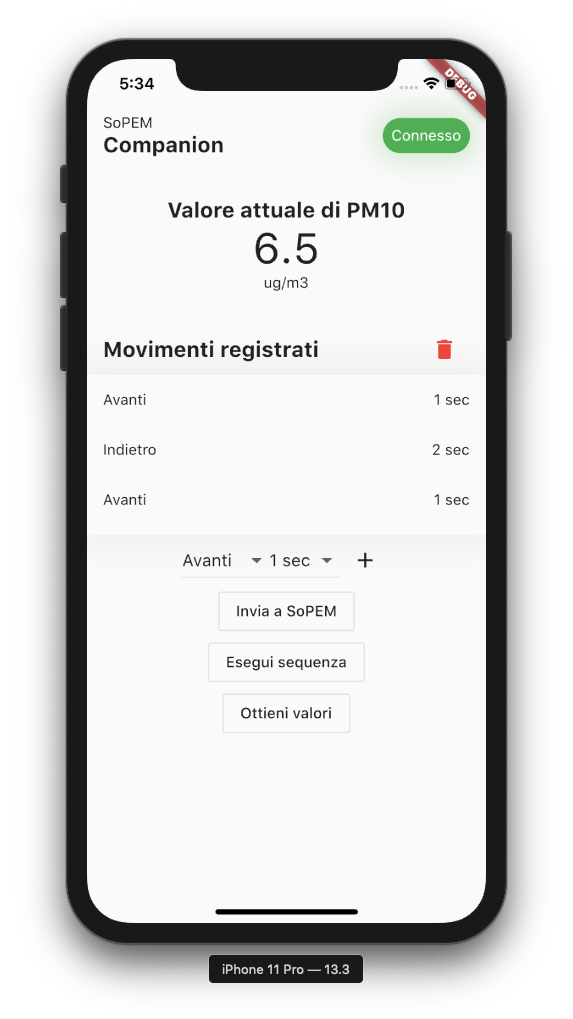 5:34
DEBUG
SoPEM
Companion
Connesso
Valore attuale di PM10
6.5
ug/m3
Movimenti registrati
Avanti 1 sec
Indietro 2 sec
Avanti 1 sec
Avanti 1 sec +
Invia a SoPEM
Esegui sequenza
Ottieni valori
iPhone 11 Pro — 13.3